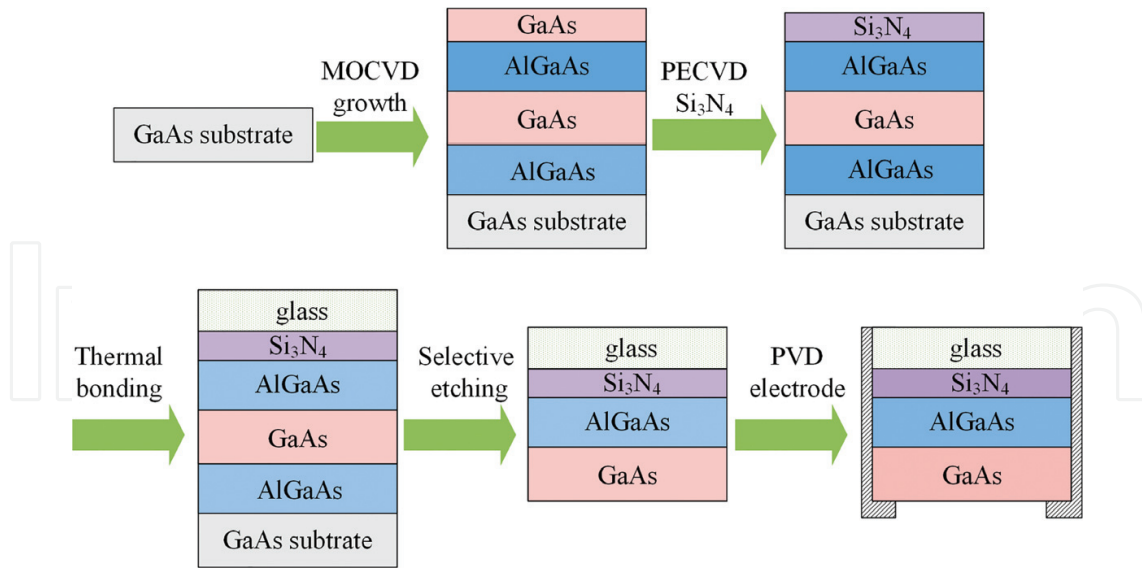 GaAs substrate
MOCVD
growth
GaAs
AlGaAs
GaAs
AlGaAs
GaAs substrate
PECVD
Si₃N₄
Si₃N₄
AlGaAs
GaAs
AlGaAs
GaAs substrate
Thermal
bonding
glass
Si₃N₄
AlGaAs
GaAs
AlGaAs
GaAs subtrate
Selective
etching
glass
Si₃N₄
AlGaAs
GaAs
PVD
electrode
glass
Si₃N₄
AlGaAs
GaAs